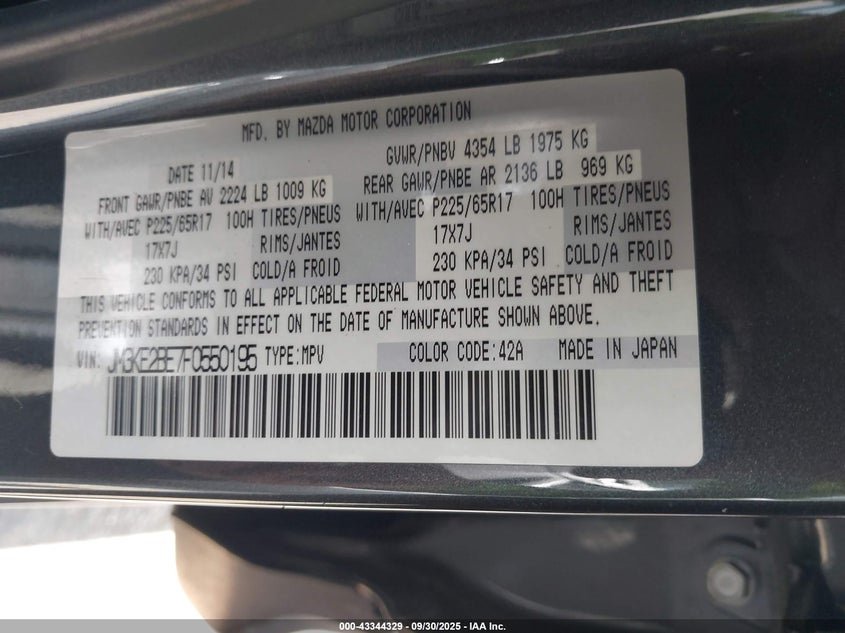 MFD. BY MAZDA MOTOR CORPORATION
DATE 11/14
GVWR/PNBV 4354 LB 1975 KG
FRONT GAWR/PNBE AV 2224 LB 1009 KG
REAR GAWR/PNBE AR 2136 LB 969 KG
WITH/AVEC P225/65R17 100H TIRES/PNEUS
WITH/AVEC P225/65R17 100H TIRES/PNEUS
17X7J RIMS/JANTES
17X7J RIMS/JANTES
230 KPA/34 PSI COLD/A FROID
230 KPA/34 PSI COLD/A FROID
THIS VEHICLE CONFORMS TO ALL APPLICABLE FEDERAL MOTOR VEHICLE SAFETY AND THEFT
PREVENTION STANDARDS IN EFFECT ON THE DATE OF MANUFACTURE SHOWN ABOVE.
VIN: JM3KE2BE7F0550195 TYPE:MPV COLOR CODE:42A MADE IN JAPAN
000-43344329 - 09/30/2025 - IAA Inc.